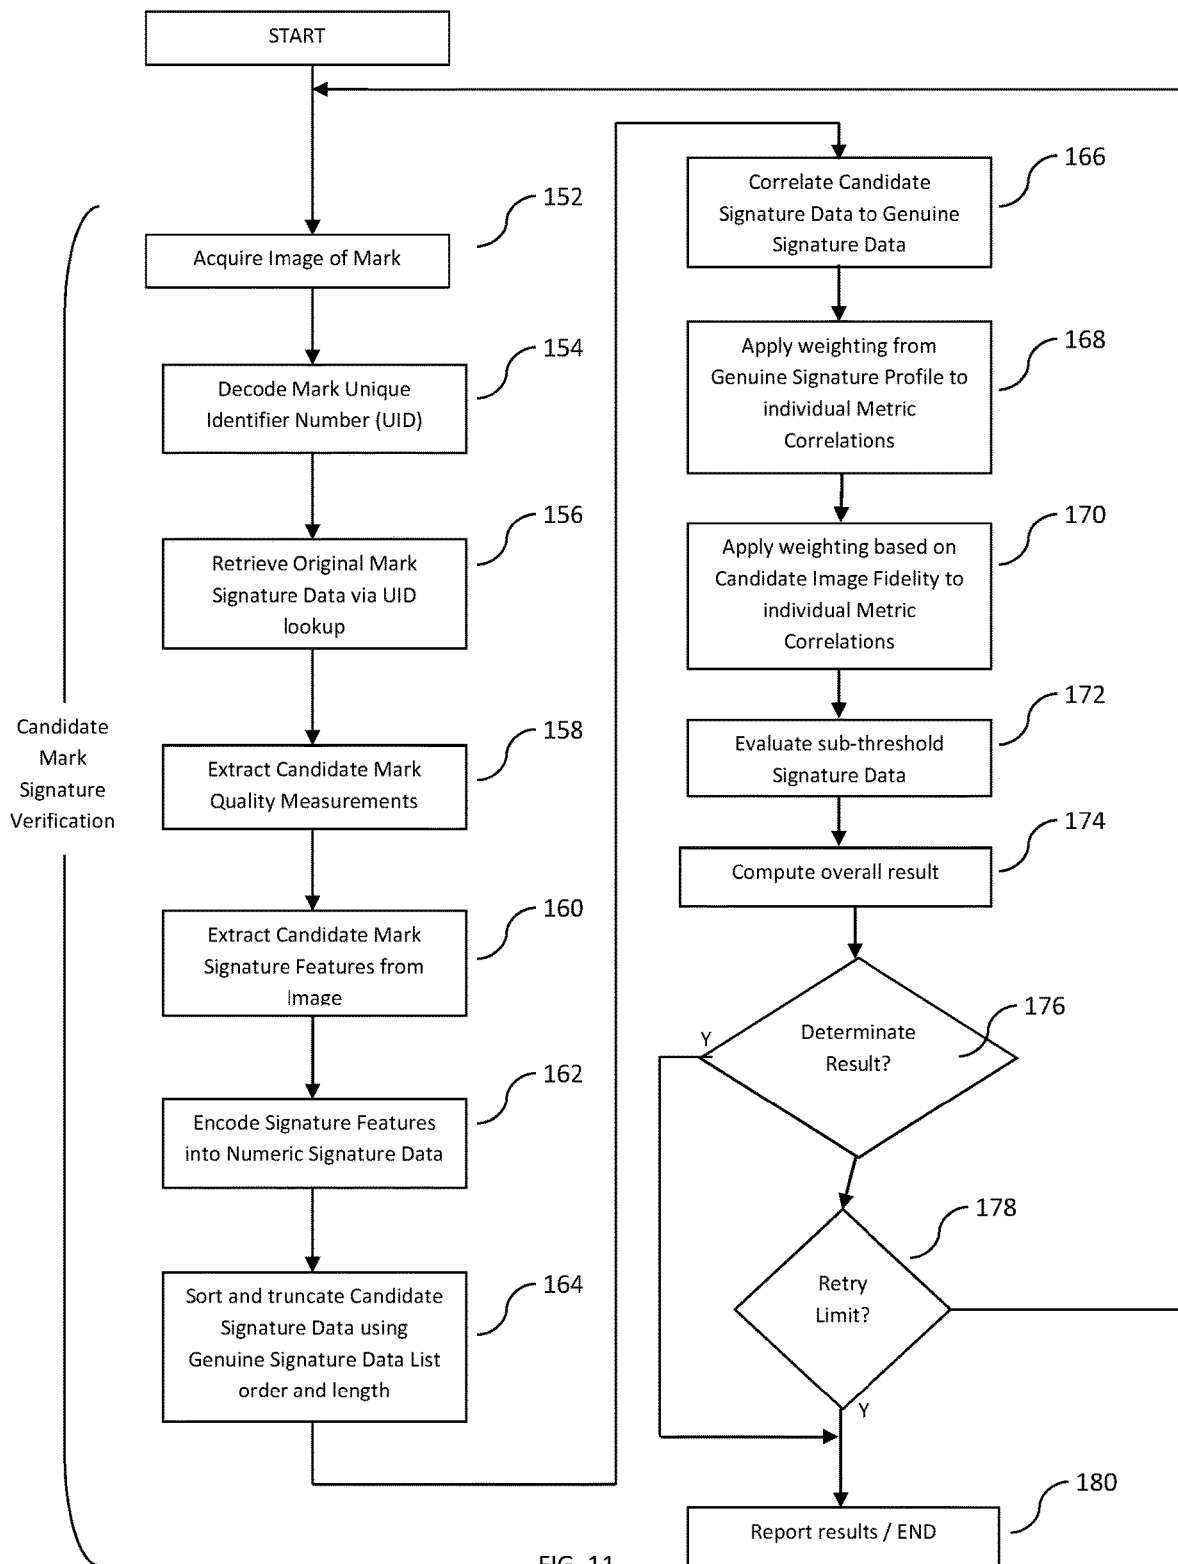 START
152
Acquire Image of Mark
154
Decode Mark Unique
Identifier Number (UID)
156
Retrieve Original Mark
Signature Data via UID
lookup
158
Extract Candidate Mark
Quality Measurements
160
Extract Candidate Mark
Signature Features from
Image
162
Encode Signature Features
into Numeric Signature Data
164
Sort and truncate Candidate
Signature Data using
Genuine Signature Data List
order and length
Candidate
Mark
Signature
Verification
166
Correlate Candidate
Signature Data to Genuine
Signature Data
168
Apply weighting from
Genuine Signature Profile to
individual Metric
Correlations
170
Apply weighting based on
Candidate Image Fidelity to
individual Metric
Correlations
172
Evaluate sub-threshold
Signature Data
174
Compute overall result
176
Y
Determinate
Result?
178
Retry
Limit?
Y
180
Report results / END
FIG. 11